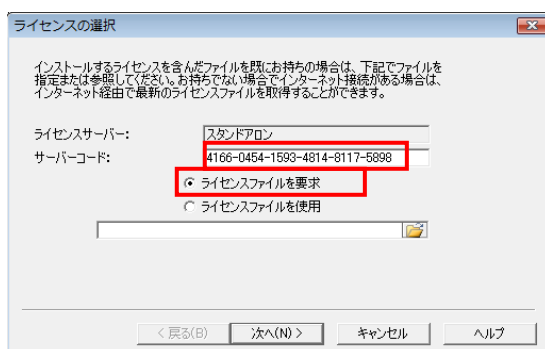 ライセンスの選択
インストールするライセンスを含んだファイルを既にお持ちの場合は、下記でファイルを
指定または参照してください。お持ちでない場合でインターネット接続がある場合は、
インターネット経由で最新のライセンスファイルを取得することができます。
ライセンスサーバー: スタンドアロン
サーバーコード: 4166-0454-1593-4814-8117-5898
ライセンスファイルを要求
ライセンスファイルを使用
< 戻る(B) 次へ(N) > キャンセル ヘルプ